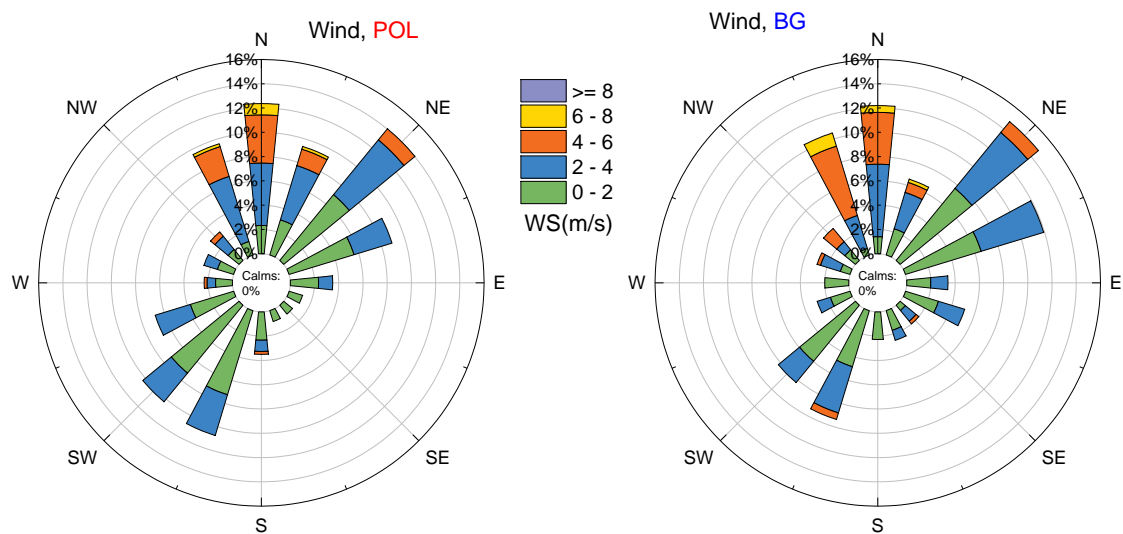 Wind, POL
N
16%
14%
12%
10%
8%
6%
4%
2%
0%
NW
NE
W
E
Calms:
0%
SW
SE
S
>= 8
6 - 8
4 - 6
2 - 4
0 - 2
WS(m/s)
Wind, BG
N
16%
14%
12%
10%
8%
6%
4%
2%
0%
NW
NE
W
E
Calms:
0%
SW
SE
S